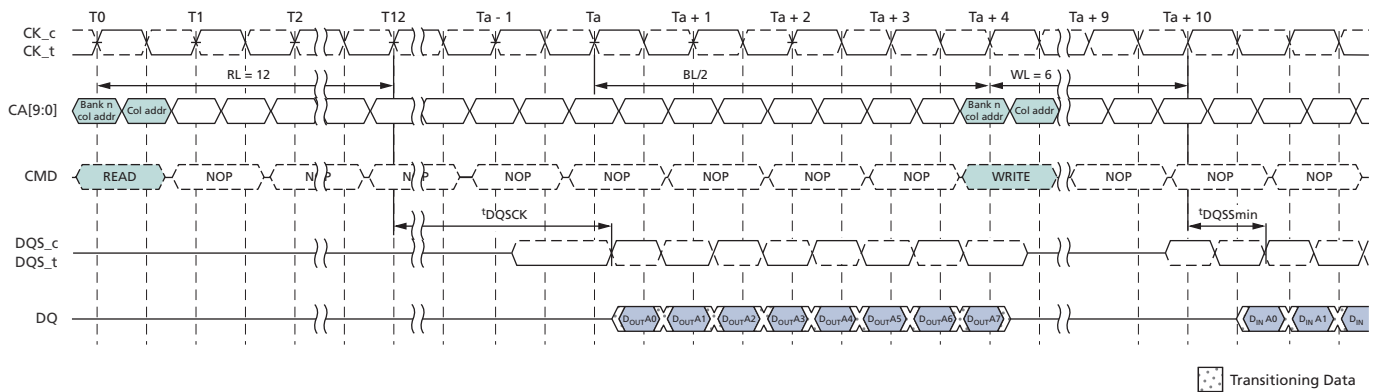 T0 T1 T2 T12 Ta - 1 Ta Ta + 1 Ta + 2 Ta + 3 Ta + 4 Ta + 9 Ta + 10
CK_c
CK_t
RL = 12 BL/2 WL = 6
CA[9:0] Bank n col addr Col addr Bank n col addr Col addr
CMD READ NOP NOP NOP NOP NOP NOP NOP NOP WRITE NOP NOP NOP
tDQSCK tDQSSmin
DQS_c
DQS_t
DQ DOUTA0 DOUTA1 DOUTA2 DOUTA3 DOUTA4 DOUTA5 DOUTA6 DOUTA7 DIN A0 DIN A1 DIN
Transitioning Data